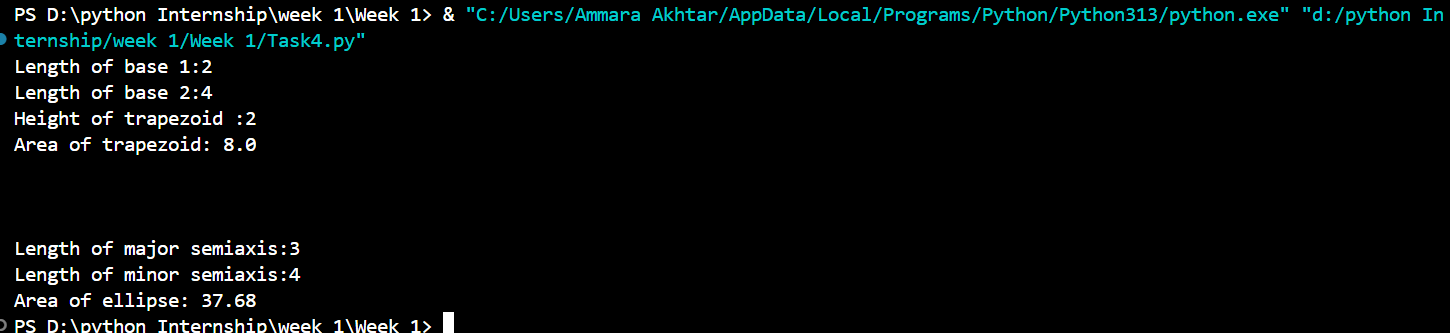 PS D:\python Internship\week 1\Week 1> & "C:/Users/Ammara Akhtar/AppData/Local/Programs/Python/Python313/python.exe" "d:/python In
ternship/week 1/Week 1/Task4.py"
Length of base 1:2
Length of base 2:4
Height of trapezoid :2
Area of trapezoid: 8.0
Length of major semiaxis:3
Length of minor semiaxis:4
Area of ellipse: 37.68
PS D:\python Internship\week 1\Week 1>